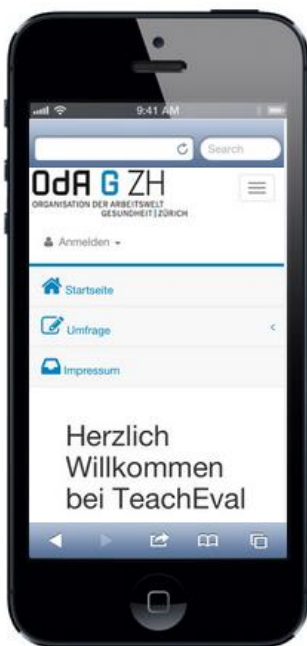 9:41 AM
Search
OdA G ZH
ORGANISATION DER ARBEITSWELT
GESUNDHEIT | ZÜRICH
Anmelden
Startseite
Umfrage
Impressum
Herzlich
Willkommen
bei TeachEval